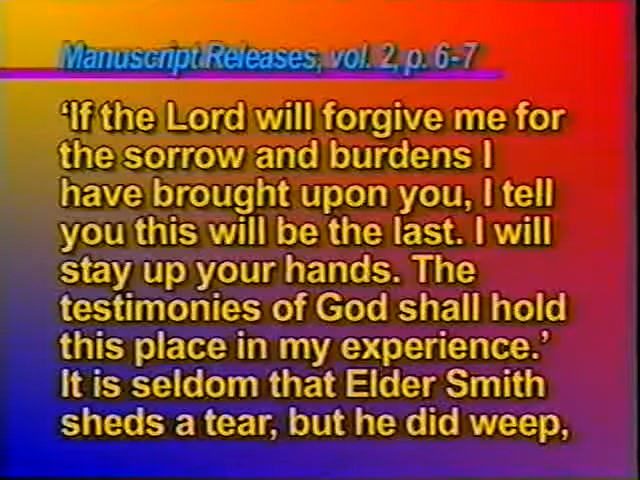 Manuscript Releases, vol. 2, p. 6-7
‘If the Lord will forgive me for
the sorrow and burdens I
have brought upon you, I tell
you this will be the last. I will
stay up your hands. The
testimonies of God shall hold
this place in my experience.’
It is seldom that Elder Smith
sheds a tear, but he did weep,